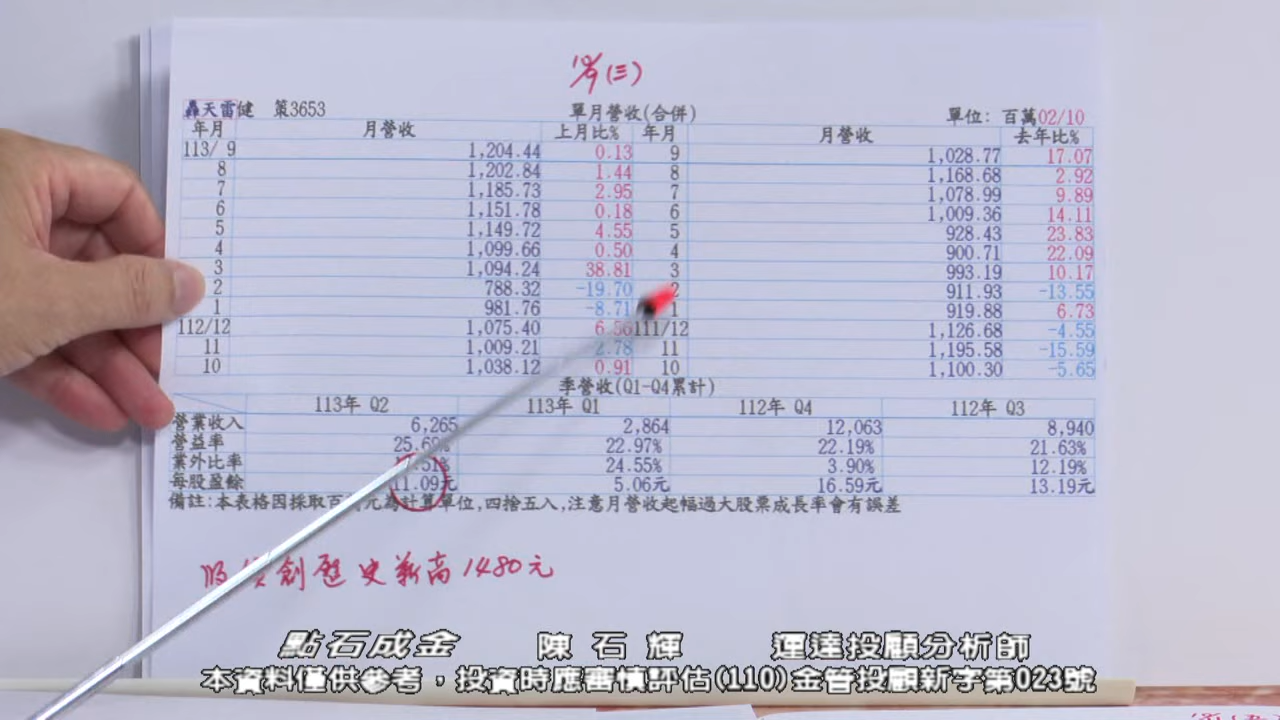 10/9(三)
轟天雷健 策3653 單月營收(合併) 單位: 百萬02/10
年月 月營收 上月比% 年月 月營收 去年比%
113/ 9 1,204.44 0.13 9 1,028.77 17.07
8 1,202.84 1.44 8 1,168.68 2.92
7 1,185.73 2.95 7 1,078.99 9.89
6 1,151.78 0.18 6 1,009.36 14.11
5 1,149.72 4.55 5 928.43 23.83
4 1,099.66 0.50 4 900.71 22.09
3 1,094.24 38.81 3 993.19 10.17
2 788.32 -19.70 2 911.93 -13.55
1 981.76 -8.71 1 919.88 6.73
112/12 1,075.40 6.56 111/12 1,126.68 -4.55
11 1,009.21 2.78 11 1,195.58 -15.59
10 1,038.12 0.91 10 1,100.30 -5.65
季營收(Q1-Q4累計)
113年 Q2 113年 Q1 112年 Q4 112年 Q3
營業收入 6,265 2,864 12,063 8,940
營益率 22.97% 22.19% 21.63%
業外比率 24.55% 3.90% 12.19%
每股盈餘 11.09元 5.06元 16.59元 13.19元
備註:本表格因採取百 元為計算單位,四捨五入,注意月營收起幅過大股票成長率會有誤差
股 創歷史新高1480元
點石成金 陳石輝 運達投顧分析師
本資料僅供參考,投資時應審慎評估(110)金管投顧新字第023號